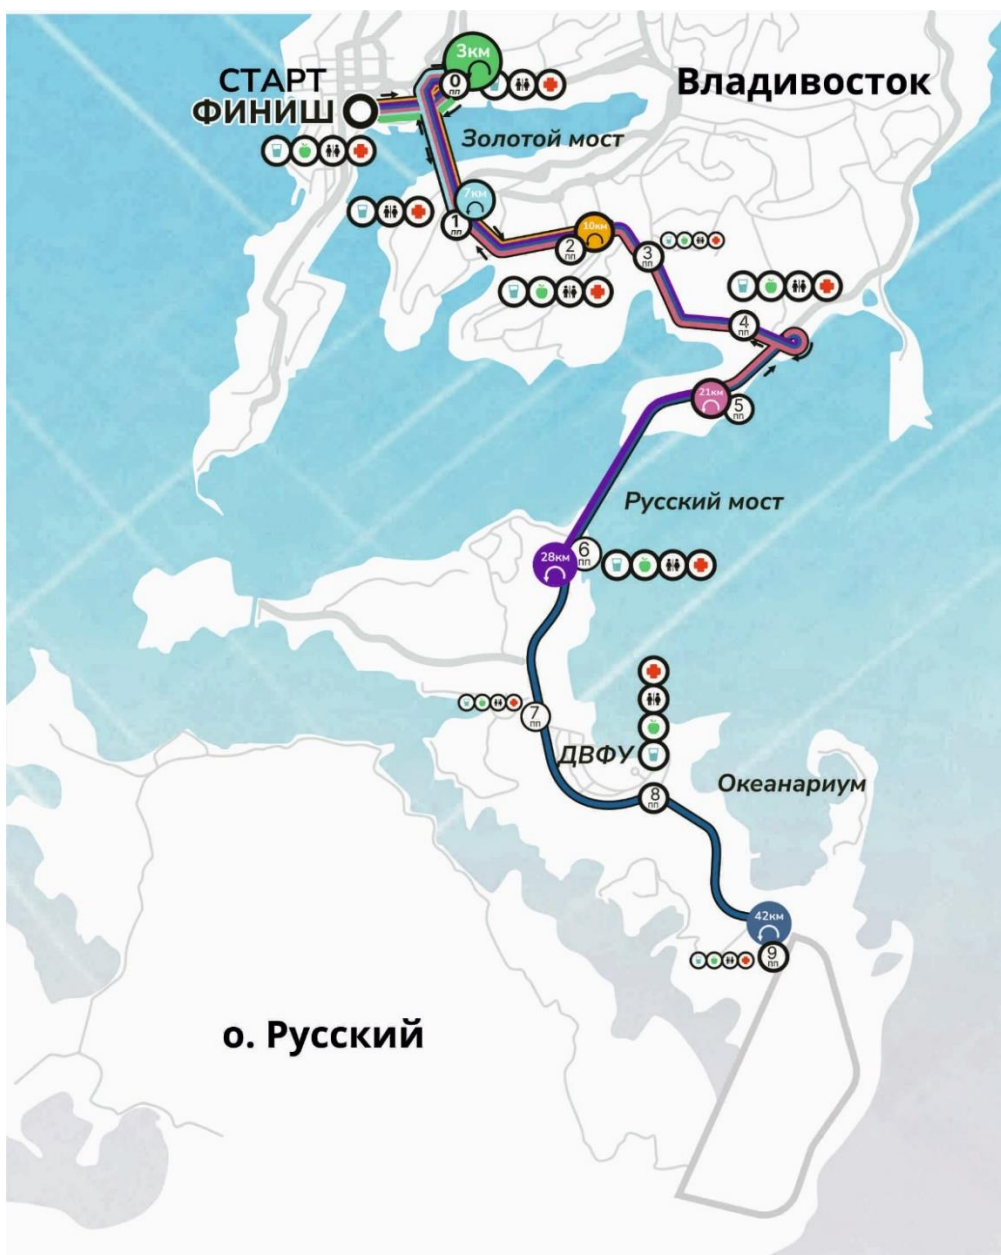 3км
СТАРТ
ФИНИШ
0
пп
Владивосток
Золотой мост
7км
1
пп
10км
2
пп
3
пп
4
пп
21км
5
пп
Русский мост
28км
6
пп
7
пп
ДВФУ
Океанариум
8
пп
42км
9
пп
о. Русский